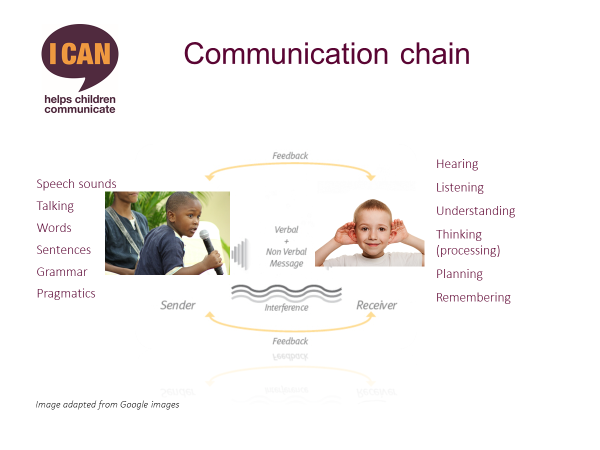 I CAN
helps children
communicate
Communication chain
Speech sounds
Talking
Words
Sentences
Grammar
Pragmatics
Feedback
Verbal
+
Non Verbal
Message
Sender
Interference
Receiver
Feedback
Hearing
Listening
Understanding
Thinking
(processing)
Planning
Remembering
Image adapted from Google images